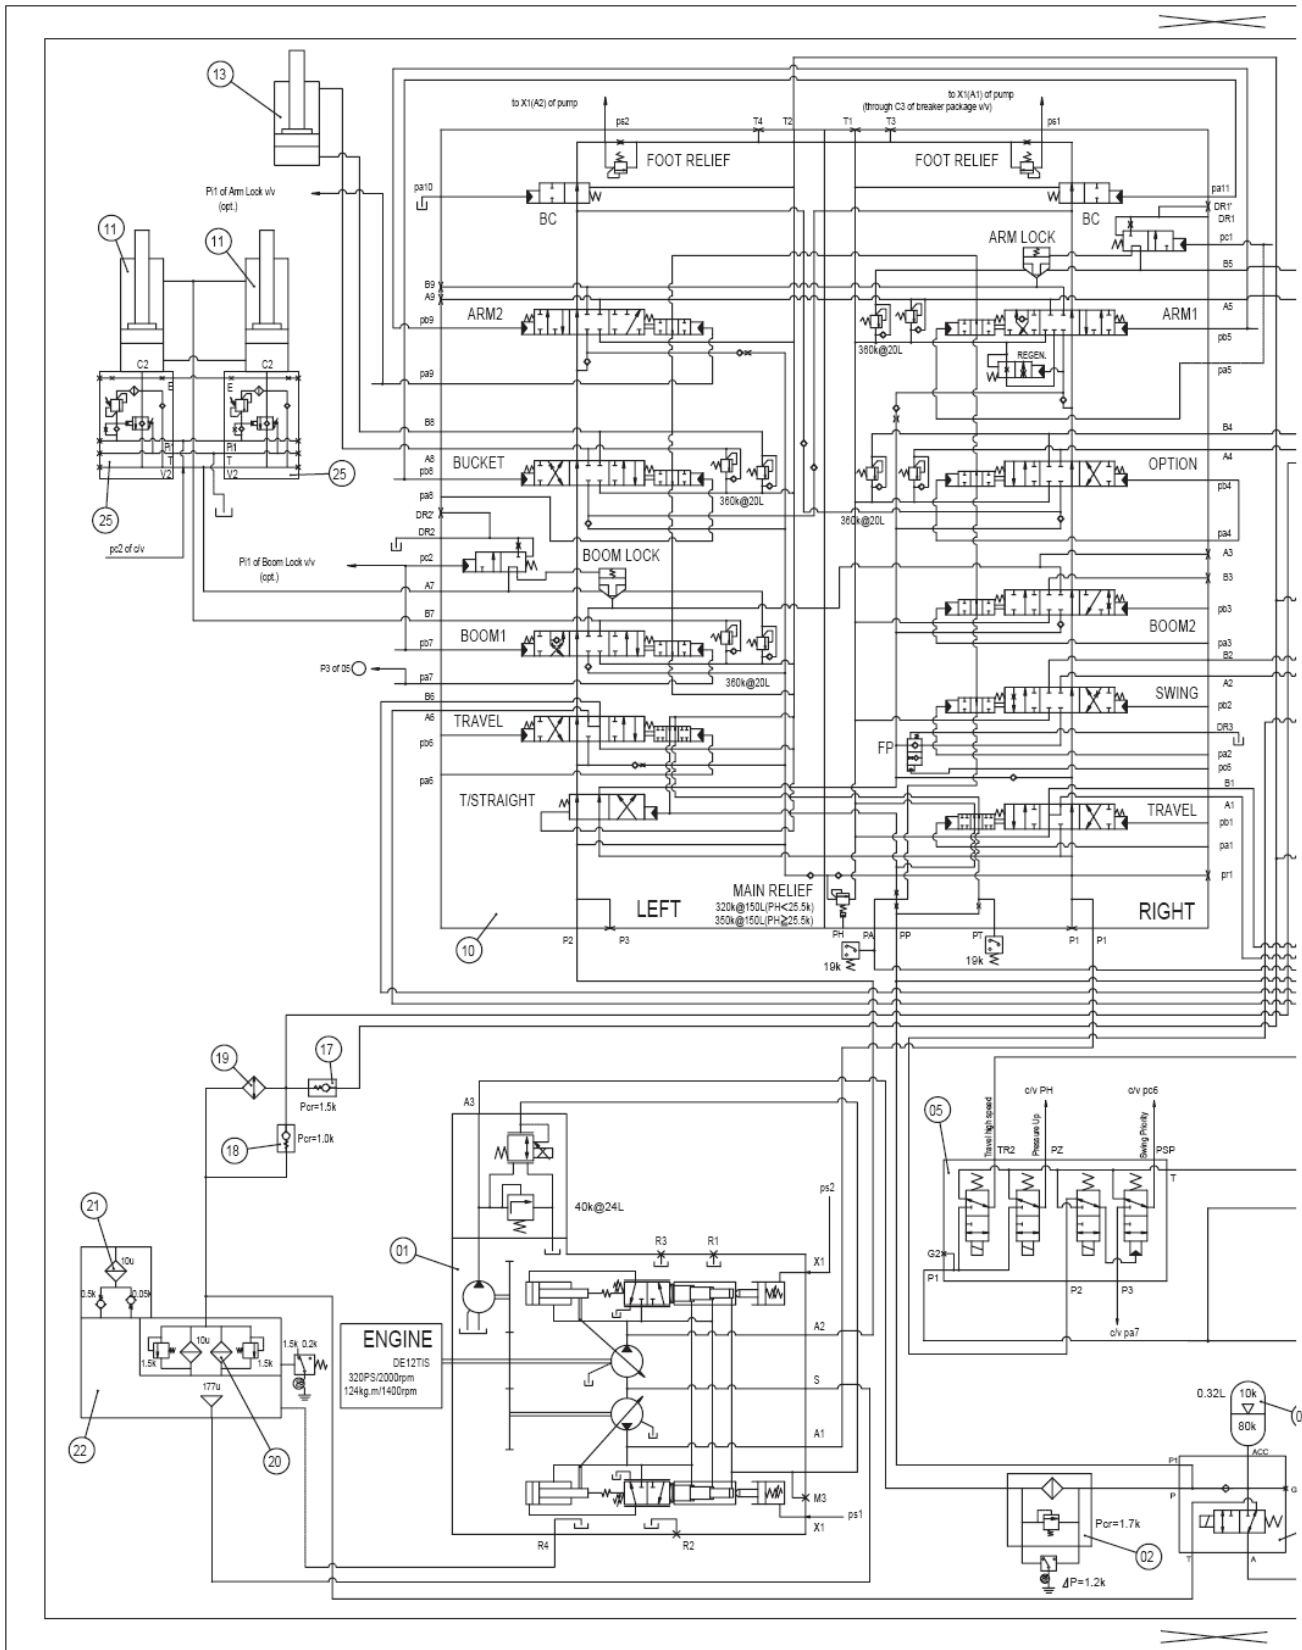 13
to X1(A2) of pump
to X1(A1) of pump
(through C3 of breaker package v/v)
ps2
T4
T2
T1
T3
ps1
FOOT RELIEF
FOOT RELIEF
Pi1 of Arm Lock v/v
(opt.)
pa10
BC
BC
pa11
DR1'
DR1
11
11
ARM LOCK
pc1
B5
B9
A9
ARM2
ARM1
A5
pb9
360k@20L
REGEN.
pb5
C2
C2
pa9
pa5
E
E
B8
B4
Pi1
Pi1
T
T
V2
V2
25
25
A8
BUCKET
OPTION
A4
pb8
pb4
pa8
360k@20L
360k@20L
DR2'
pa4
DR2
pc2 of c/v
Pi1 of Boom Lock v/v
(opt.)
pc2
BOOM LOCK
A3
A7
B3
B7
pb3
BOOM1
BOOM2
pb7
pa3
P3 of 05
pa7
360k@20L
B2
B6
A2
SWING
A6
TRAVEL
pb2
pb6
FP
DR3
pa2
pa6
pc6
B1
T/STRAIGHT
TRAVEL
A1
pb1
pa1
pr1
MAIN RELIEF
320k@150L(PH<25.5k)
350k@150L(PH≧25.5k)
LEFT
RIGHT
10
P2
P3
PH
PA
PP
PT
P1
P1
19k
19k
19
17
Pcr=1.5k
18
Pcr=1.0k
A3
c/v PH
c/v pc6
05
Travel high speed
TR2
Pressure Up
PZ
Swing Priority
PSP
T
21
10u
0.5k
0.05k
40k@24L
ps2
01
R3
R1
X1
G2
P1
P2
P3
c/v pa7
ENGINE
DE12TIS
320PS/2000rpm
124kg.m/1400rpm
A2
S
A1
10u
1.5k
1.5k
1.5k 0.2k
177u
22
20
0.32L
10k
80k
ACC
P1
P
T
A
M3
ps1
X1
R4
R2
Pcr=1.7k
02
⊿P=1.2k